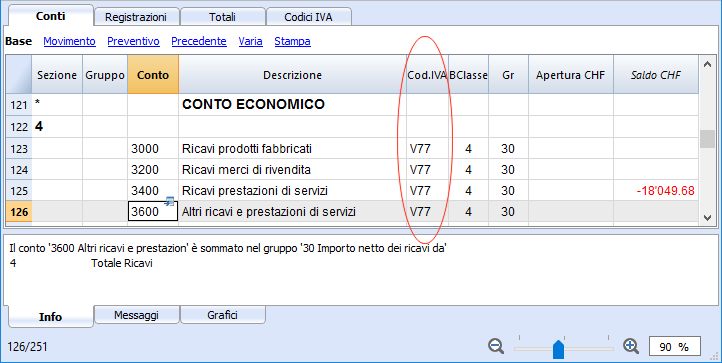 Conti Registrazioni Totali Codici IVA
Base Movimento Preventivo Precedente Varia Stampa
Sezione Gruppo Conto Descrizione Cod.IVA BClasse Gr Apertura CHF Saldo CHF
121 * CONTO ECONOMICO
122 4
123 3000 Ricavi prodotti fabbricati V77 4 30
124 3200 Ricavi merci di rivendita V77 4 30
125 3400 Ricavi prestazioni di servizi V77 4 30 -18'049.68
126 3600 Altri ricavi e prestazioni di servizi V77 4 30
Il conto '3600 Altri ricavi e prestazion' è sommato nel gruppo '30 Importo netto dei ricavi da'
4 Totale Ricavi
Info Messaggi Grafici
126/251 90 %